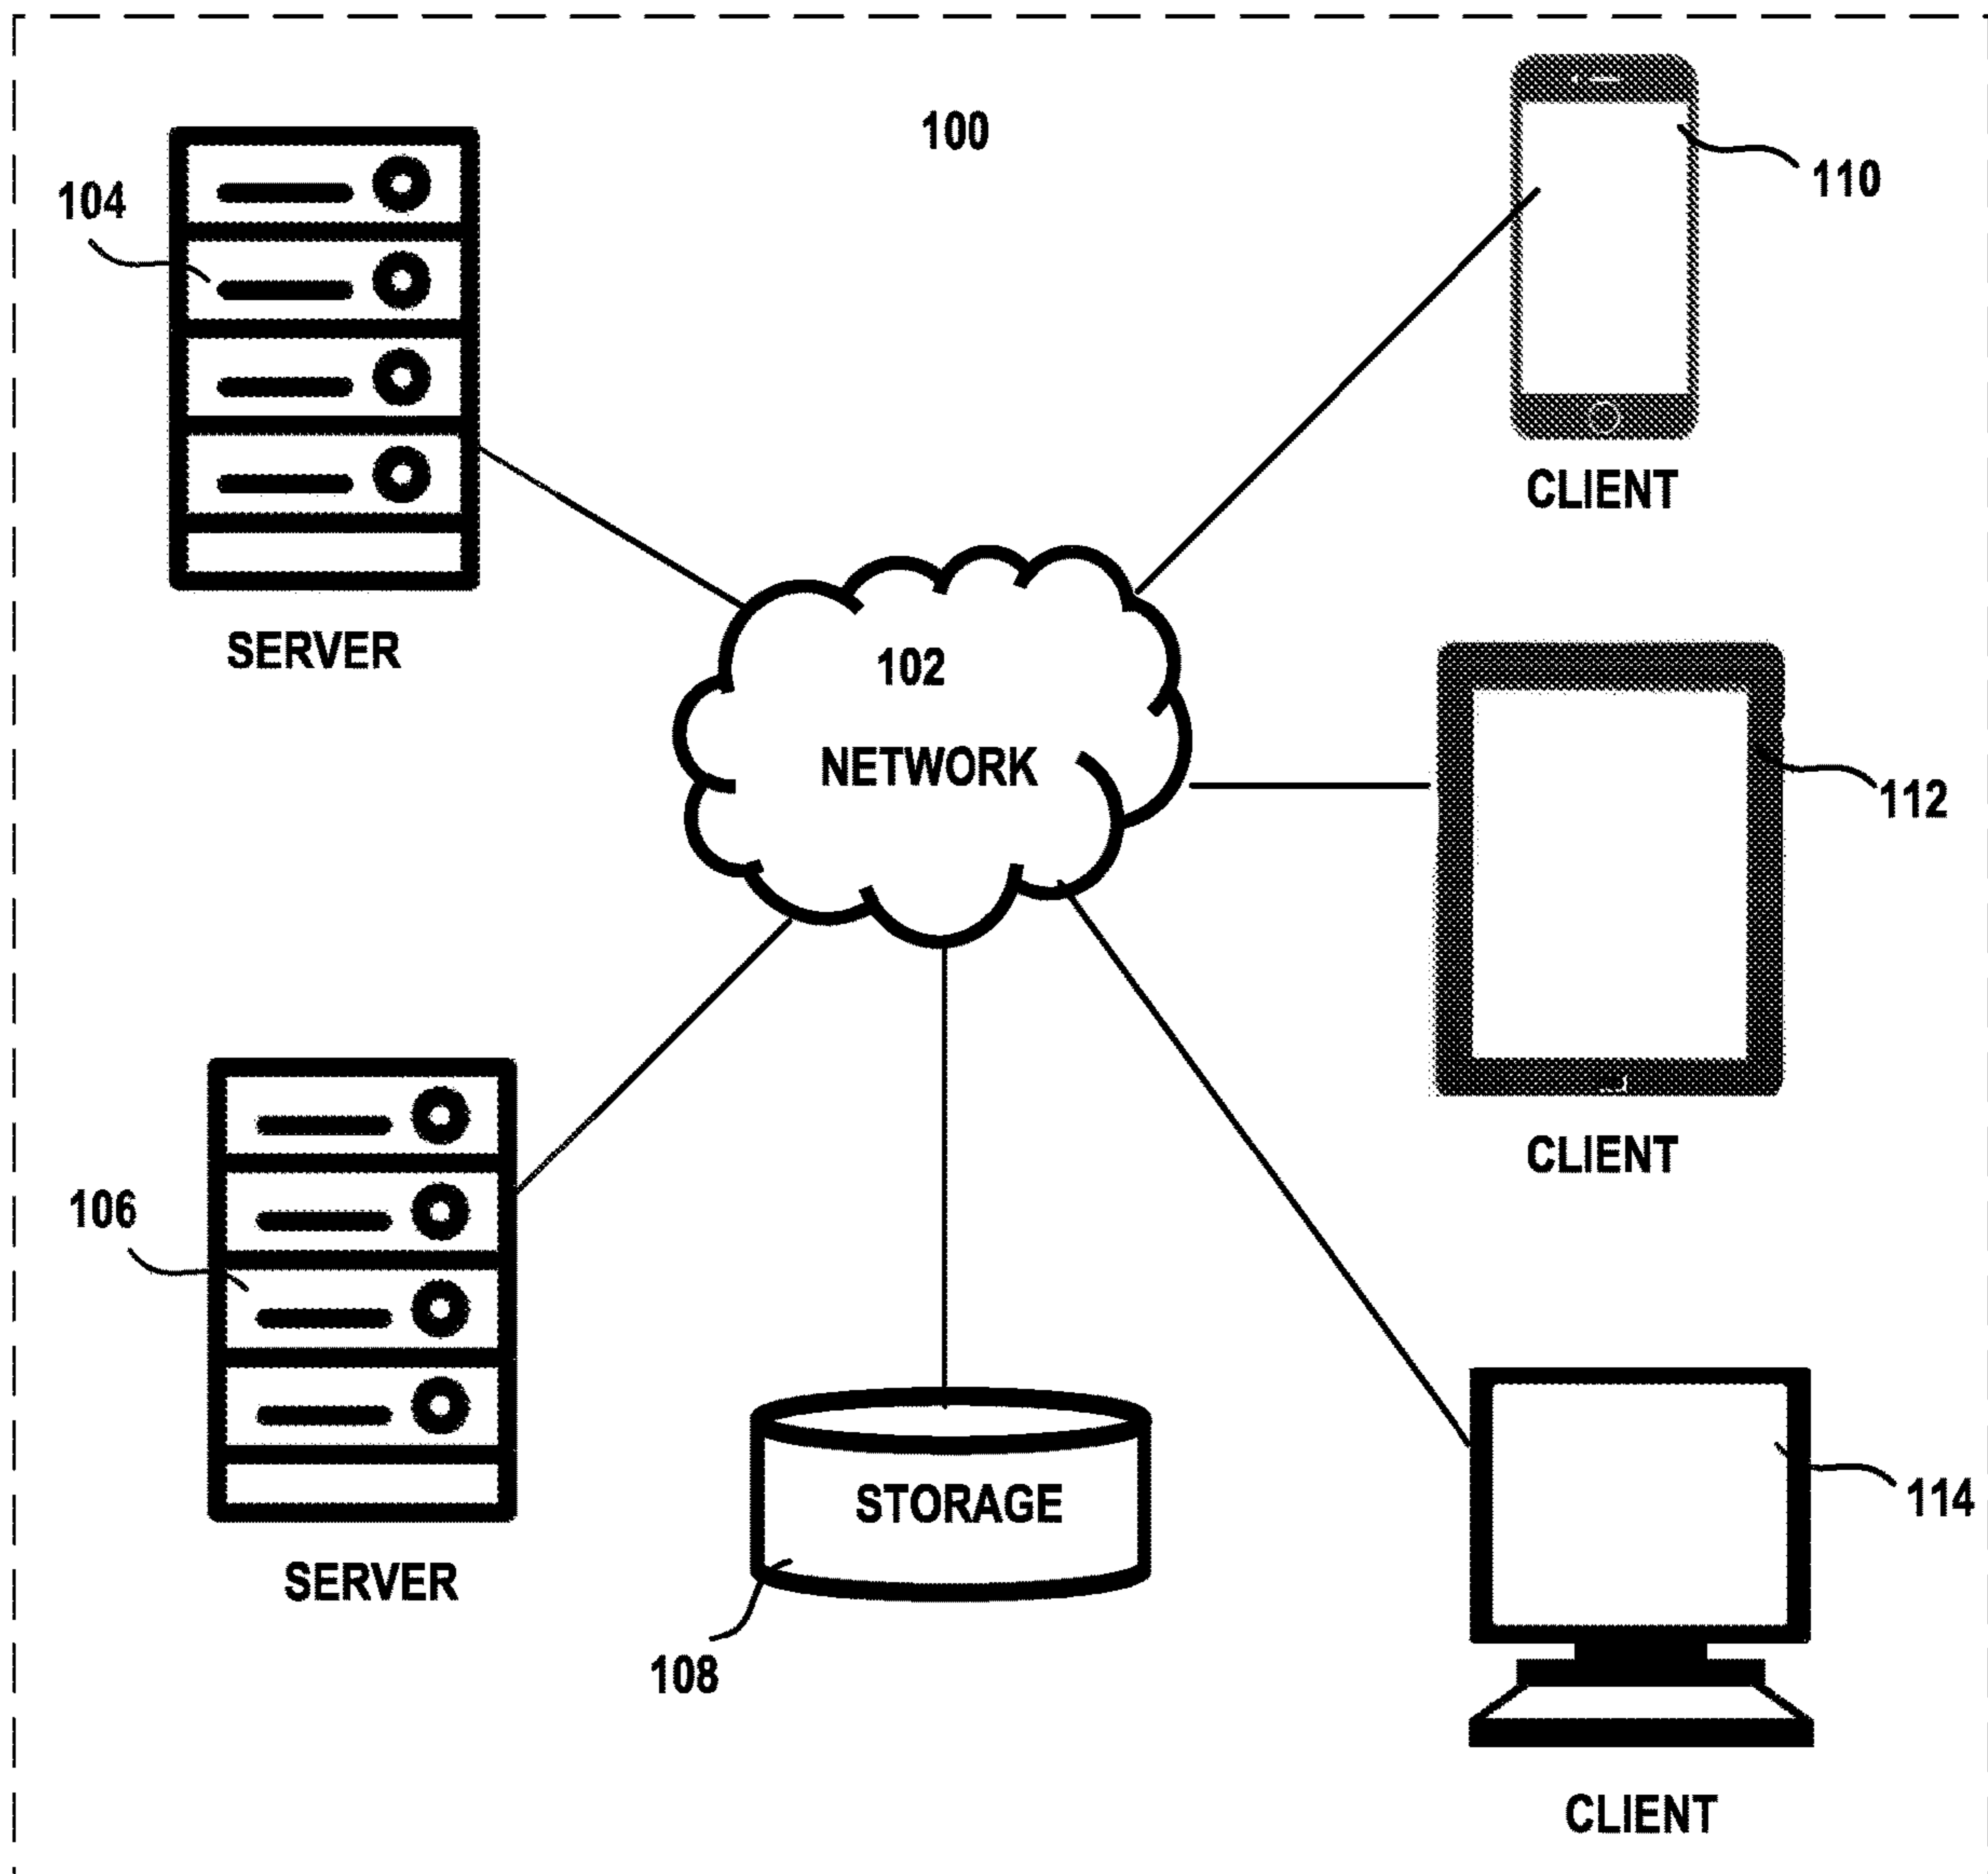 100
104
110
CLIENT
SERVER
102
NETWORK
112
CLIENT
106
STORAGE
114
SERVER
108
CLIENT